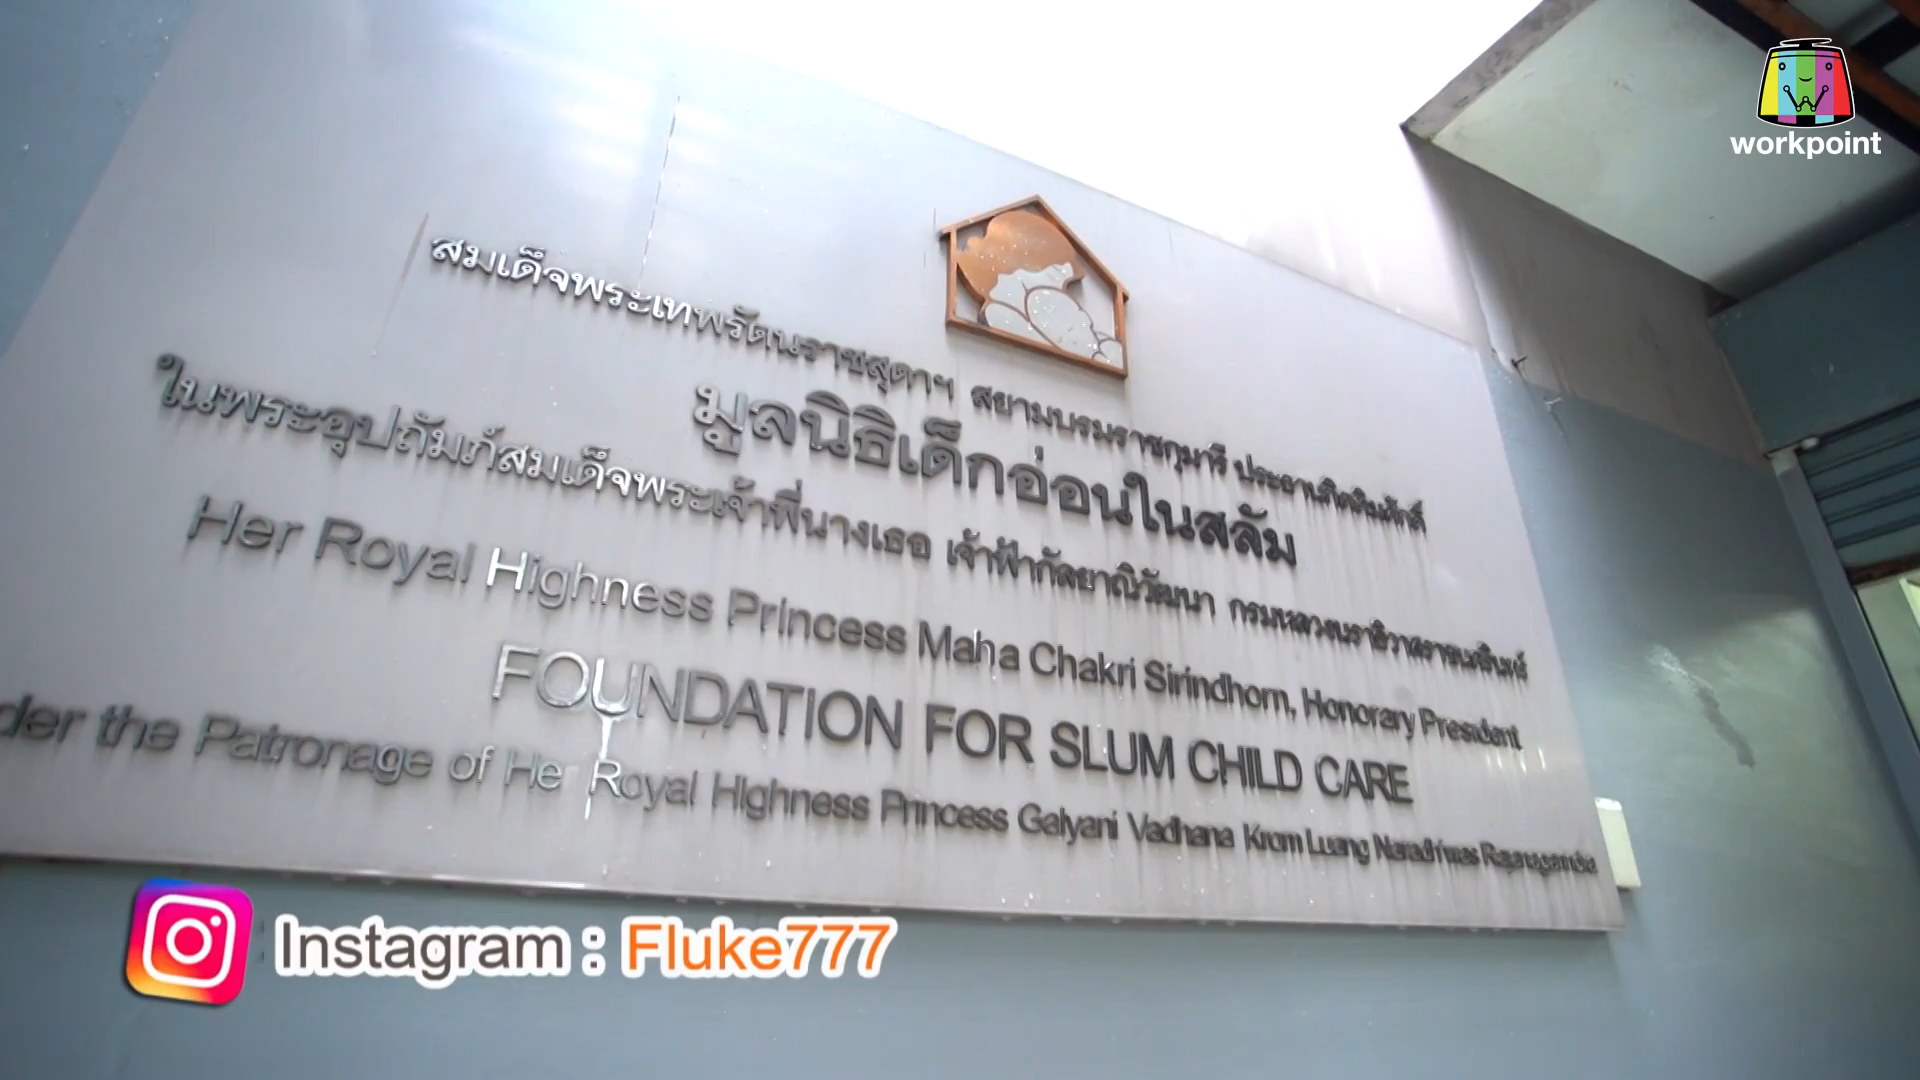 workpoint
สมเด็จพระเทพรัตนราชสุดาฯ สยามบรมราชกุมารี ประธานกิตติมศักดิ์
มูลนิธิเด็กอ่อนในสลัม
ในพระอุปถัมภ์สมเด็จพระเจ้าพี่นางเธอ เจ้าฟ้ากัลยาณิวัฒนา กรมหลวงนราธิวาสราชนครินทร์
Her Royal Highness Princess Maha Chakri Sirindhorn, Honorary President
FOUNDATION FOR SLUM CHILD CARE
der the Patronage of Her Royal Highness Princess Galyani Vadhana Krom Luang Naradhiwas Rajanagarindra
Instagram : Fluke777